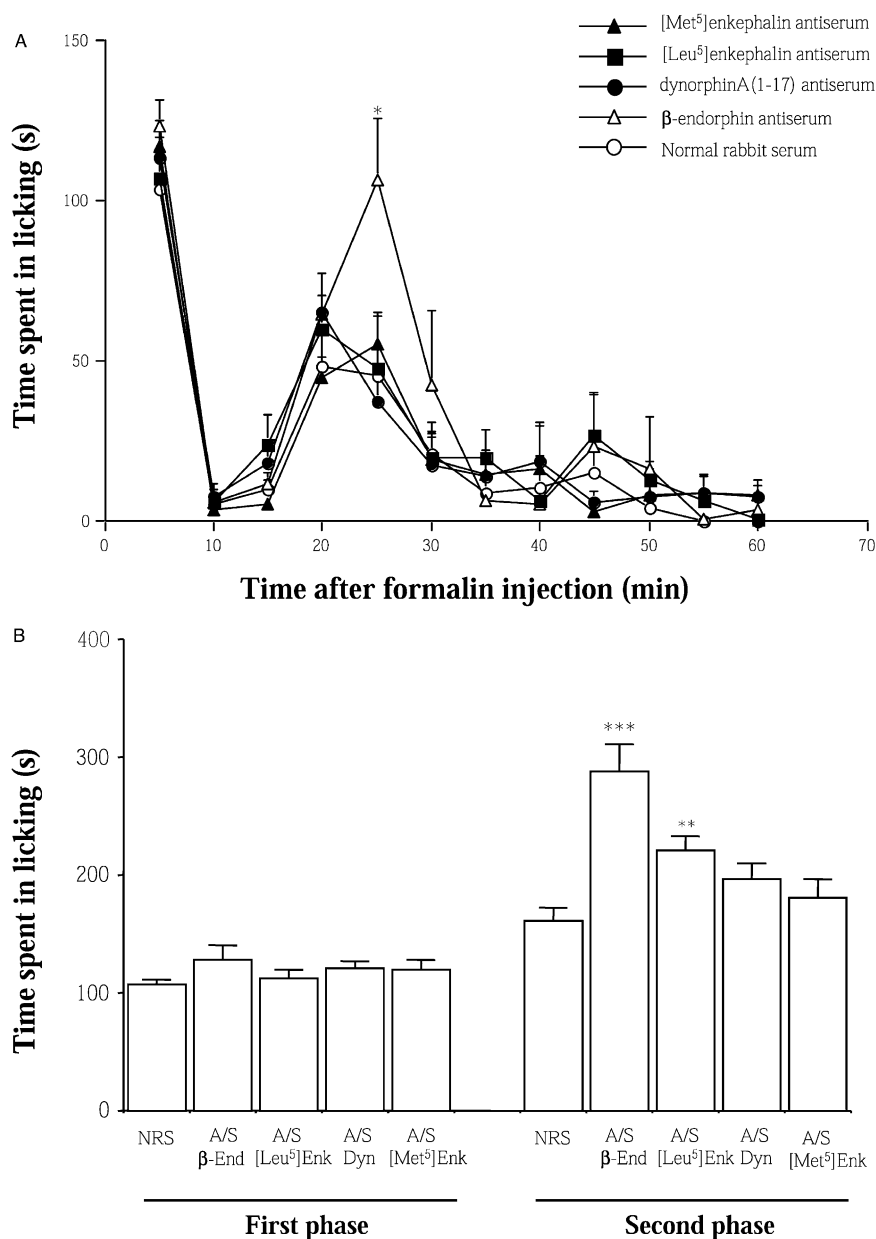 A
[Met⁵]enkephalin antiserum
[Leu⁵]enkephalin antiserum
dynorphinA(1-17) antiserum
β-endorphin antiserum
Normal rabbit serum
*
150
100
50
0
Time spent in licking (s)
0 10 20 30 40 50 60 70
Time after formalin injection (min)
B
400
300
200
100
0
Time spent in licking (s)
***
**
NRS A/S β-End A/S [Leu⁵]Enk A/S Dyn A/S [Met⁵]Enk NRS A/S β-End A/S [Leu⁵]Enk A/S Dyn A/S [Met⁵]Enk
First phase Second phase